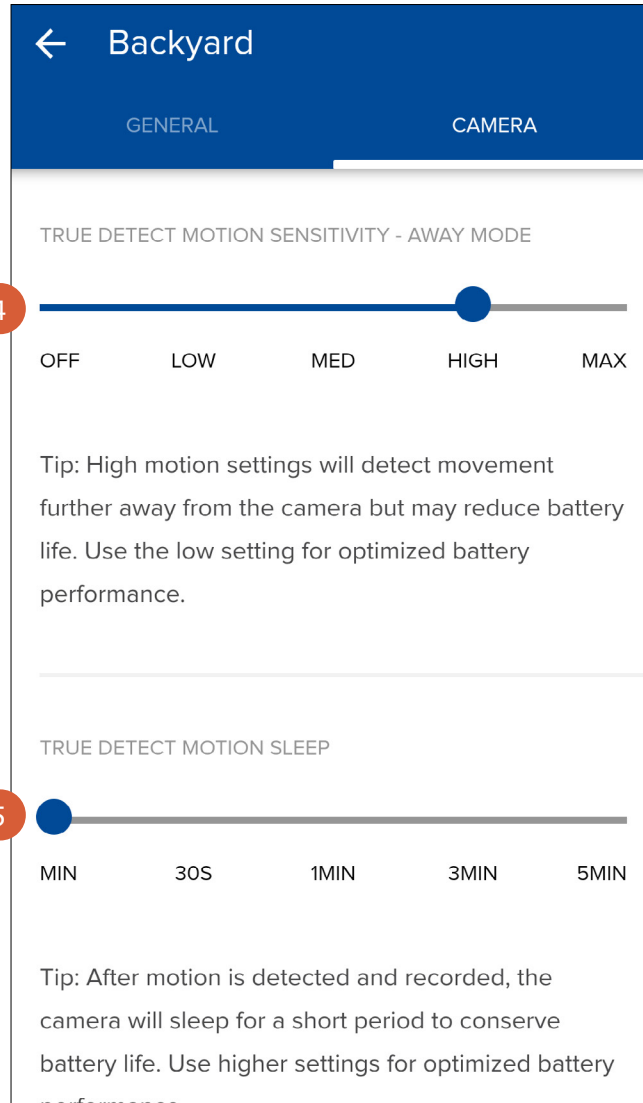 Backyard
GENERAL CAMERA
TRUE DETECT MOTION SENSITIVITY - AWAY MODE
4
OFF LOW MED HIGH MAX
Tip: High motion settings will detect movement
further away from the camera but may reduce battery
life. Use the low setting for optimized battery
performance.
TRUE DETECT MOTION SLEEP
5
MIN 30S 1MIN 3MIN 5MIN
Tip: After motion is detected and recorded, the
camera will sleep for a short period to conserve
battery life. Use higher settings for optimized battery
performance.